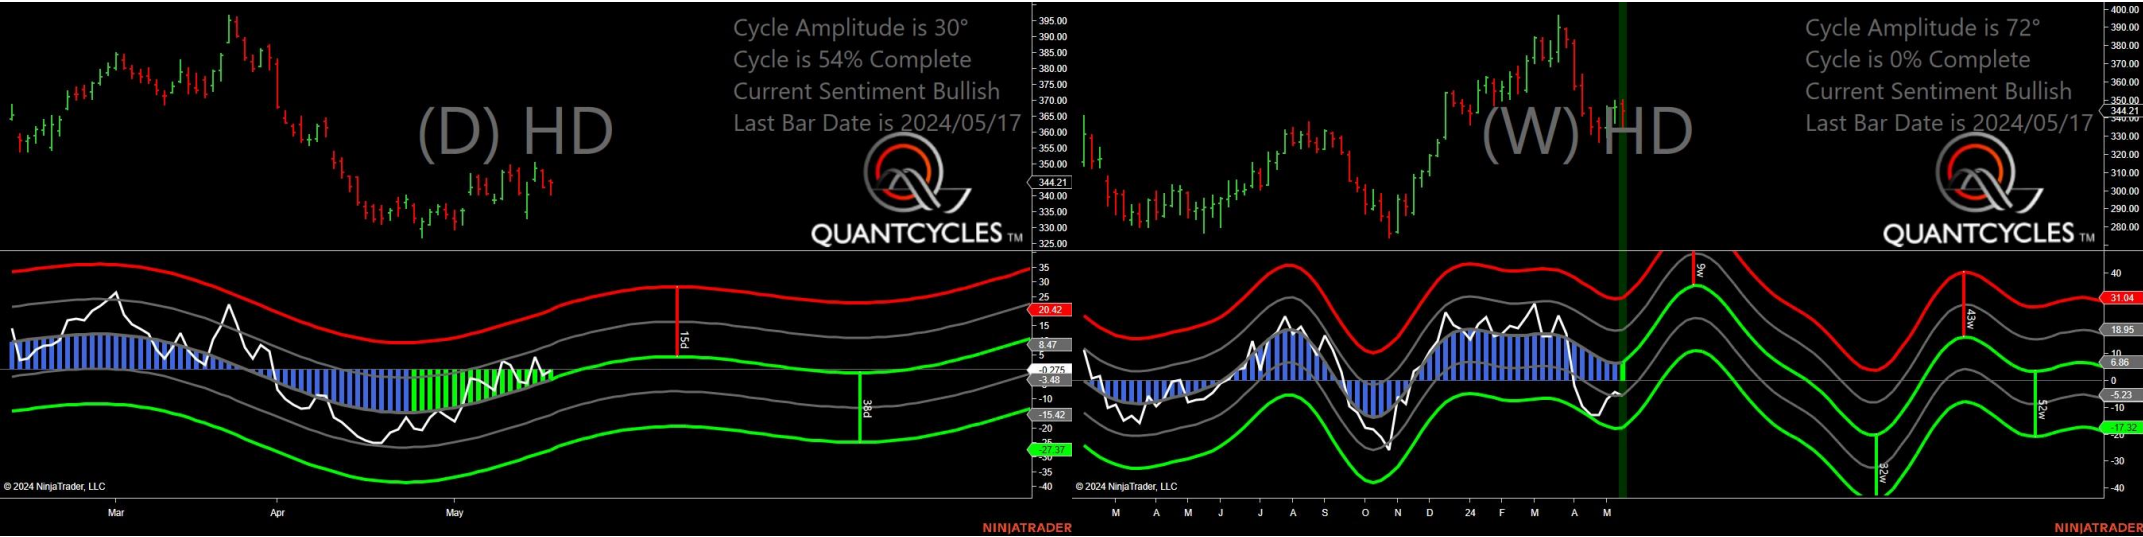 Cycle Amplitude is 30°
Cycle is 54% Complete
Current Sentiment Bullish
Last Bar Date is 2024/05/17
(D) HD
QUANTCYCLES TM
395.00
390.00
385.00
380.00
375.00
370.00
365.00
360.00
355.00
350.00
344.21
340.00
335.00
330.00
325.00
35
30
25
20.42
15
8.47
5
-0.275
-3.48
-10
-15.42
-25
-27.37
-35
-40
15d
38d
© 2024 NinjaTrader, LLC
Mar Apr May
NINJATRADER
Cycle Amplitude is 72°
Cycle is 0% Complete
Current Sentiment Bullish
Last Bar Date is 2024/05/17
(W) HD
QUANTCYCLES TM
400.00
390.00
380.00
370.00
360.00
350.00
344.21
340.00
330.00
320.00
310.00
300.00
290.00
280.00
40
31.04
18.95
10
6.86
0
-5.23
-10
-17.32
-20
-30
-40
9w
43w
32w
52w
© 2024 NinjaTrader, LLC
M A M J J A S O N D 24 F M A M
NINJATRADER